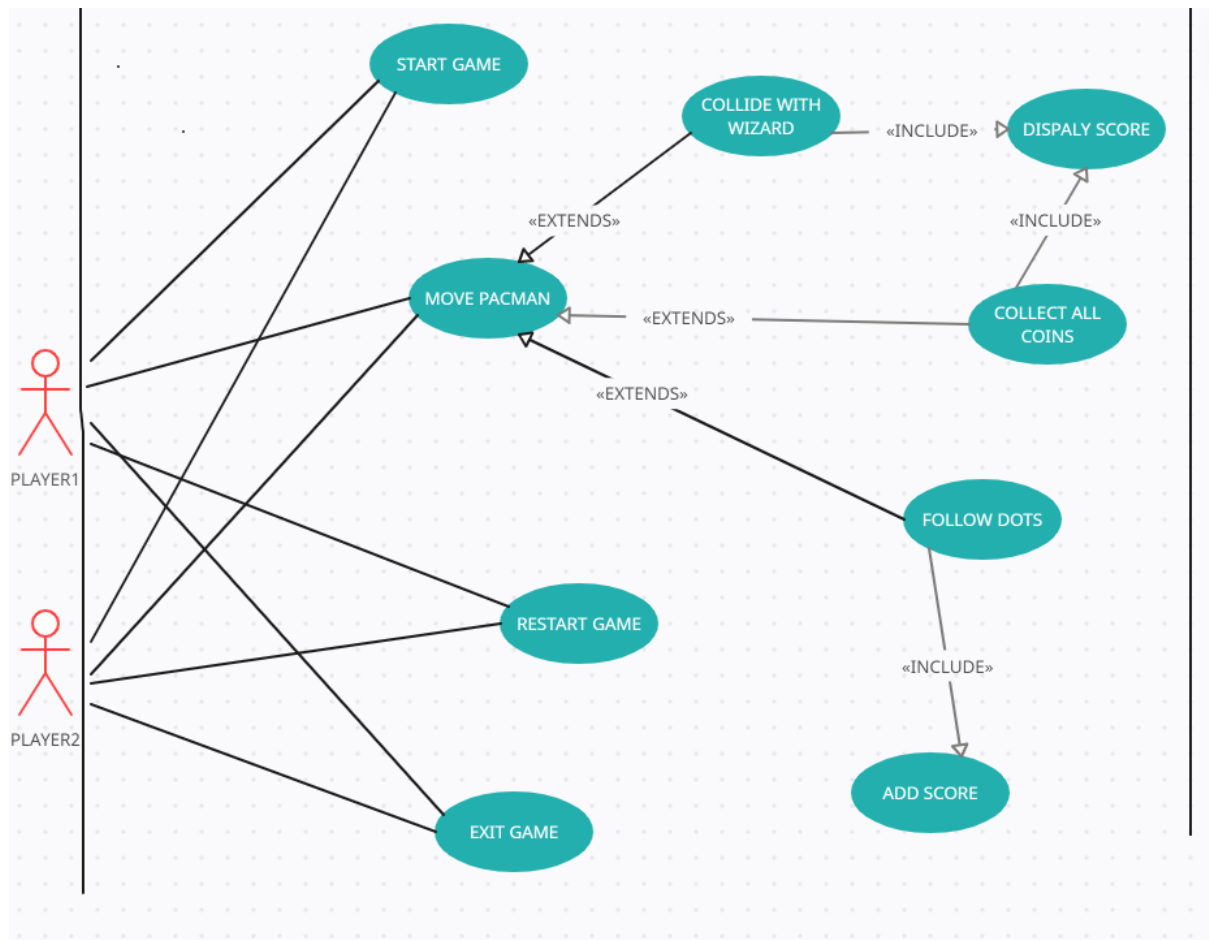 START GAME
COLLIDE WITH
WIZARD
«INCLUDE»
DISPALY SCORE
«EXTENDS»
«INCLUDE»
MOVE PACMAN
«EXTENDS»
COLLECT ALL
COINS
«EXTENDS»
PLAYER1
FOLLOW DOTS
RESTART GAME
«INCLUDE»
PLAYER2
ADD SCORE
EXIT GAME